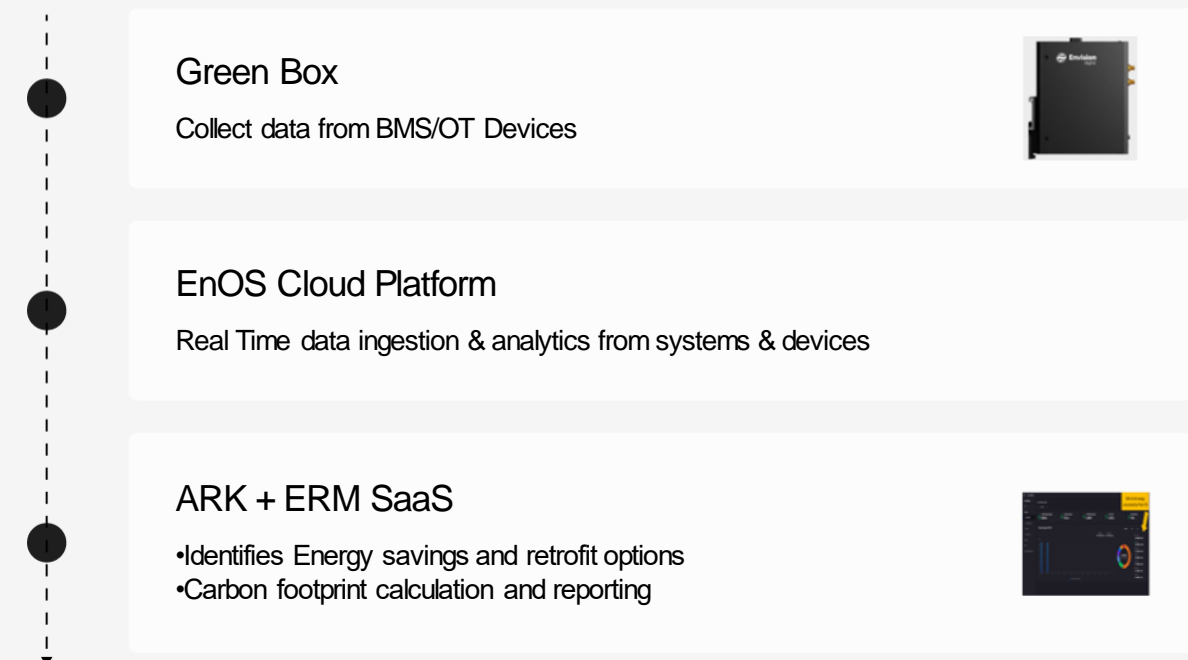 Green Box
Envision
Collect data from BMS/OT Devices
EnOS Cloud Platform
Real Time data ingestion & analytics from systems & devices
ARK + ERM SaaS
•Identifies Energy savings and retrofit options
•Carbon footprint calculation and reporting